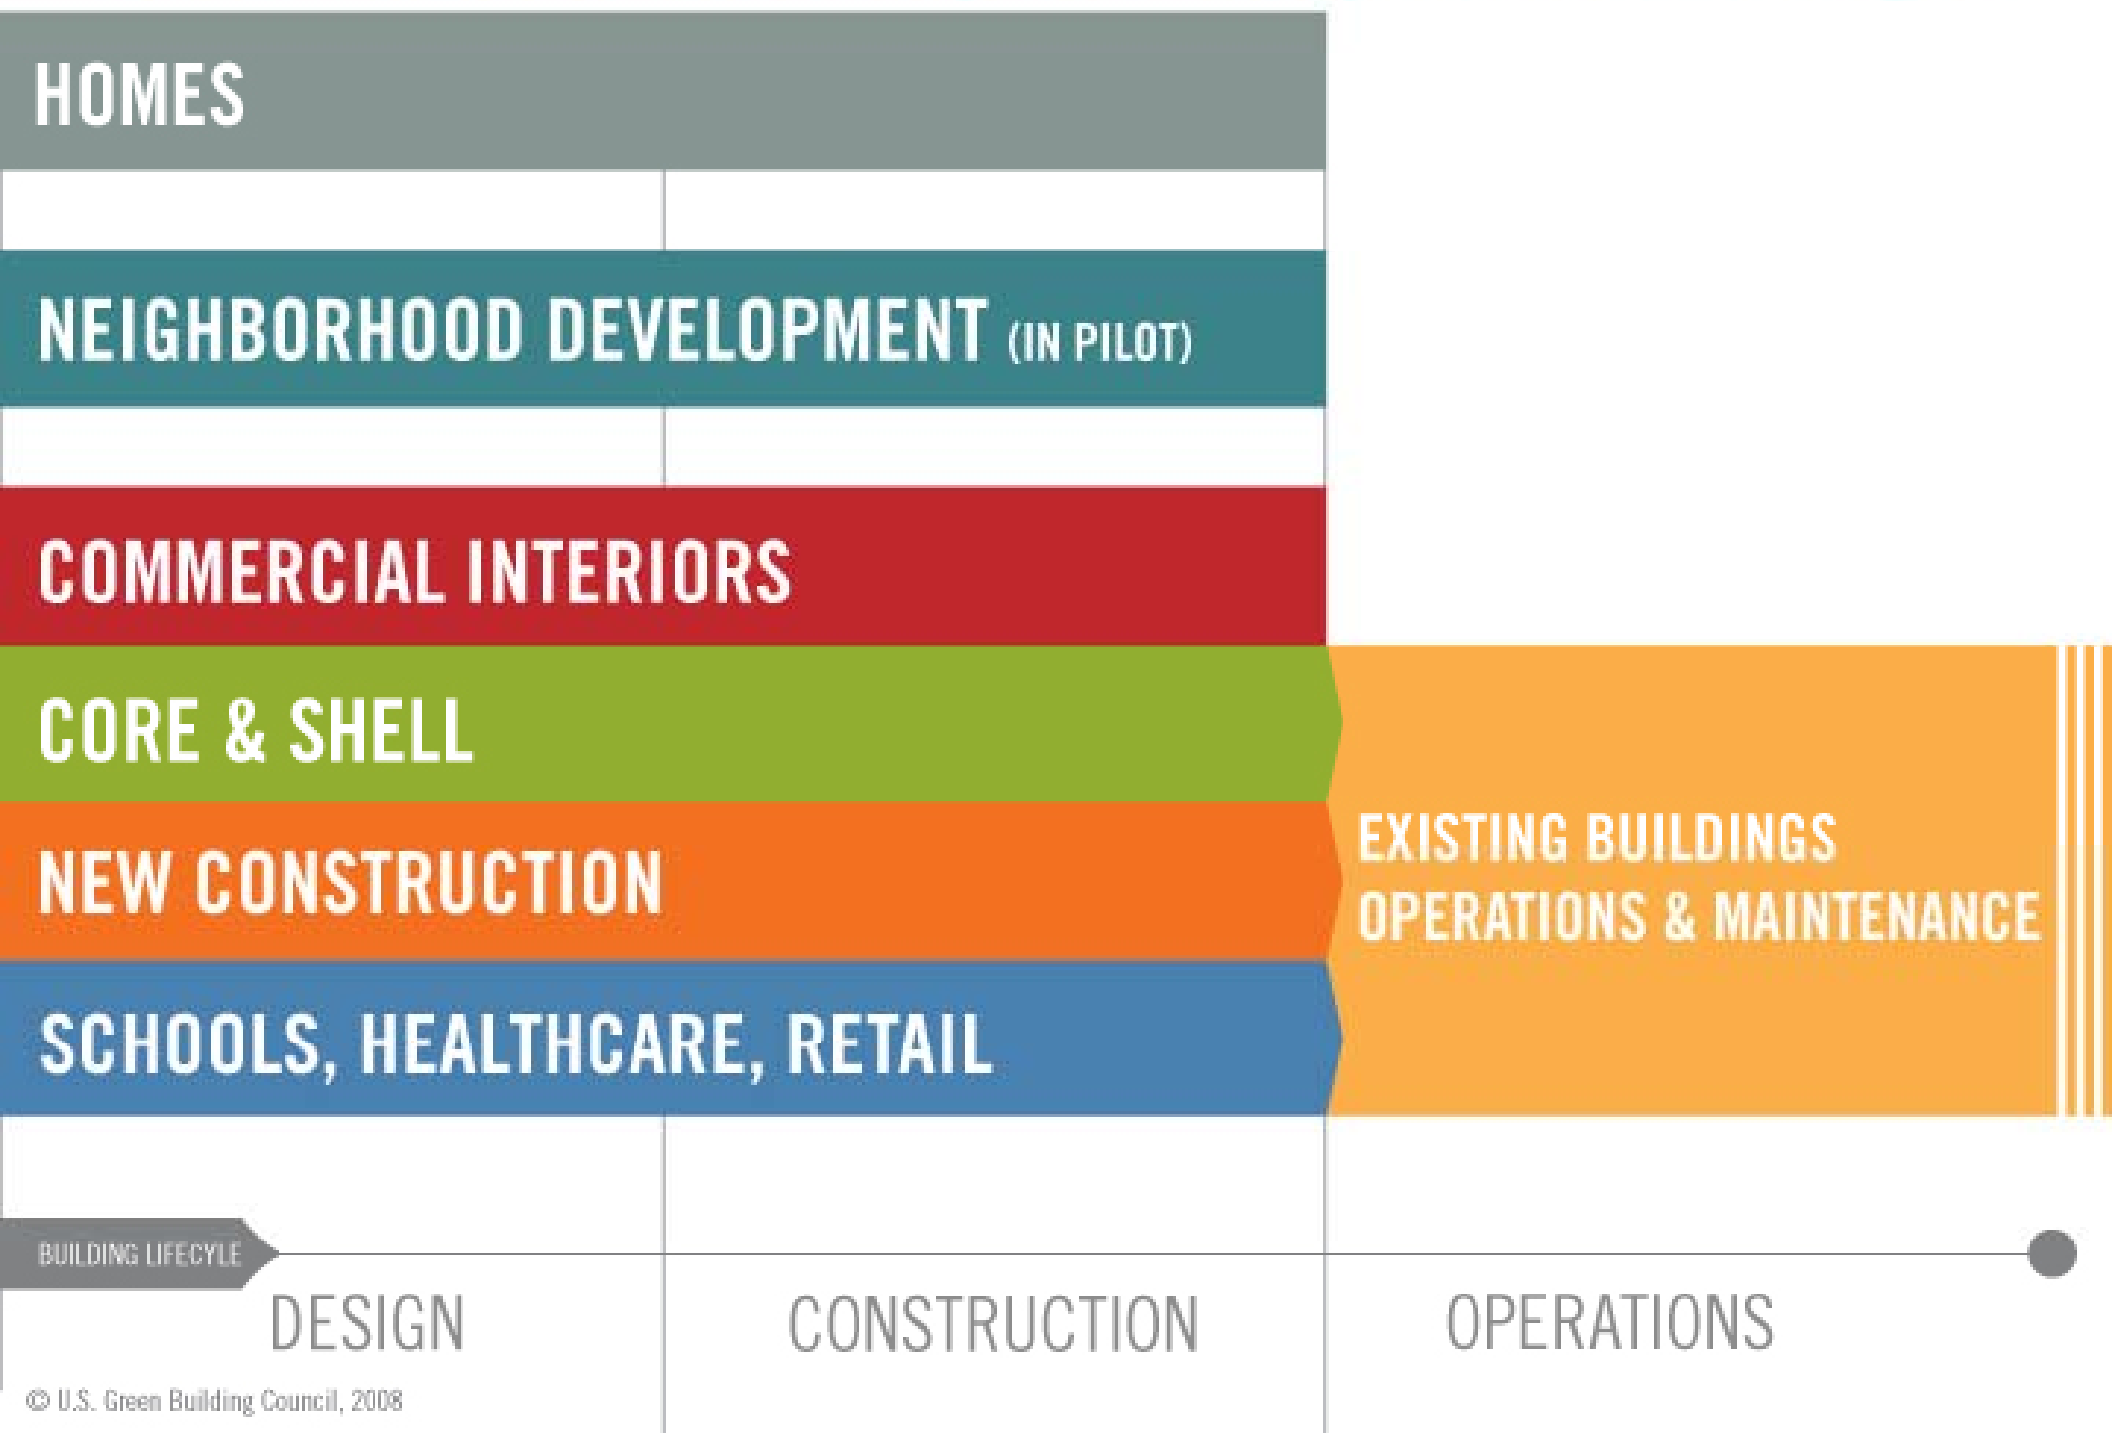 HOMES
NEIGHBORHOOD DEVELOPMENT (IN PILOT)
COMMERCIAL INTERIORS
CORE & SHELL
NEW CONSTRUCTION
SCHOOLS, HEALTHCARE, RETAIL
EXISTING BUILDINGS
OPERATIONS & MAINTENANCE
BUILDING LIFECYLE
DESIGN
CONSTRUCTION
OPERATIONS
© U.S. Green Building Council, 2008